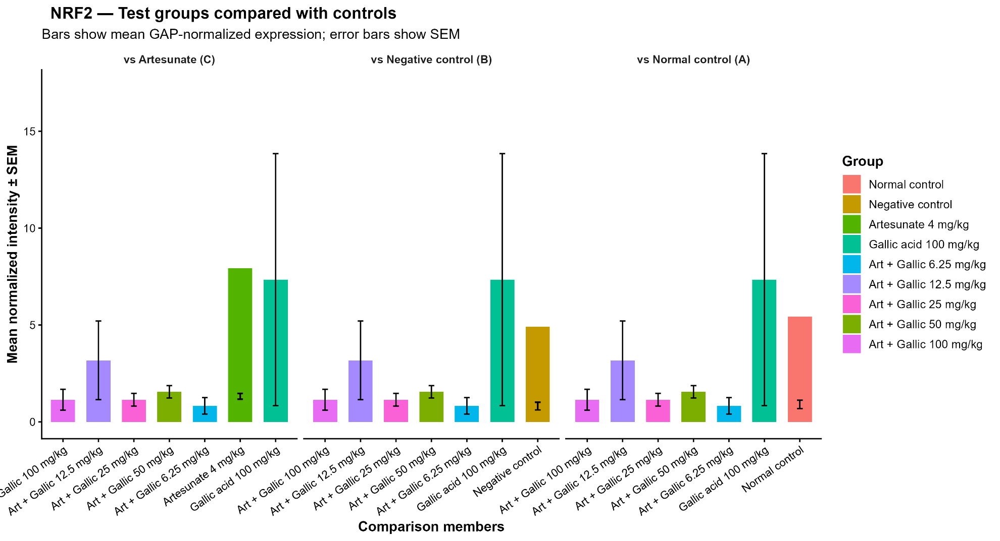 NRF2 — Test groups compared with controls
Bars show mean GAP-normalized expression; error bars show SEM
vs Artesunate (C)
vs Negative control (B)
vs Normal control (A)
Mean normalized intensity ± SEM
15
10
5
0
Gallic 100 mg/kg
Art + Gallic 12.5 mg/kg
Art + Gallic 25 mg/kg
Art + Gallic 50 mg/kg
Art + Gallic 6.25 mg/kg
Artesunate 4 mg/kg
Gallic acid 100 mg/kg
Art + Gallic 100 mg/kg
Art + Gallic 12.5 mg/kg
Art + Gallic 25 mg/kg
Art + Gallic 50 mg/kg
Art + Gallic 6.25 mg/kg
Gallic acid 100 mg/kg
Negative control
Art + Gallic 100 mg/kg
Art + Gallic 12.5 mg/kg
Art + Gallic 25 mg/kg
Art + Gallic 50 mg/kg
Art + Gallic 6.25 mg/kg
Gallic acid 100 mg/kg
Normal control
Comparison members
Group
Normal control
Negative control
Artesunate 4 mg/kg
Gallic acid 100 mg/kg
Art + Gallic 6.25 mg/kg
Art + Gallic 12.5 mg/kg
Art + Gallic 25 mg/kg
Art + Gallic 50 mg/kg
Art + Gallic 100 mg/kg